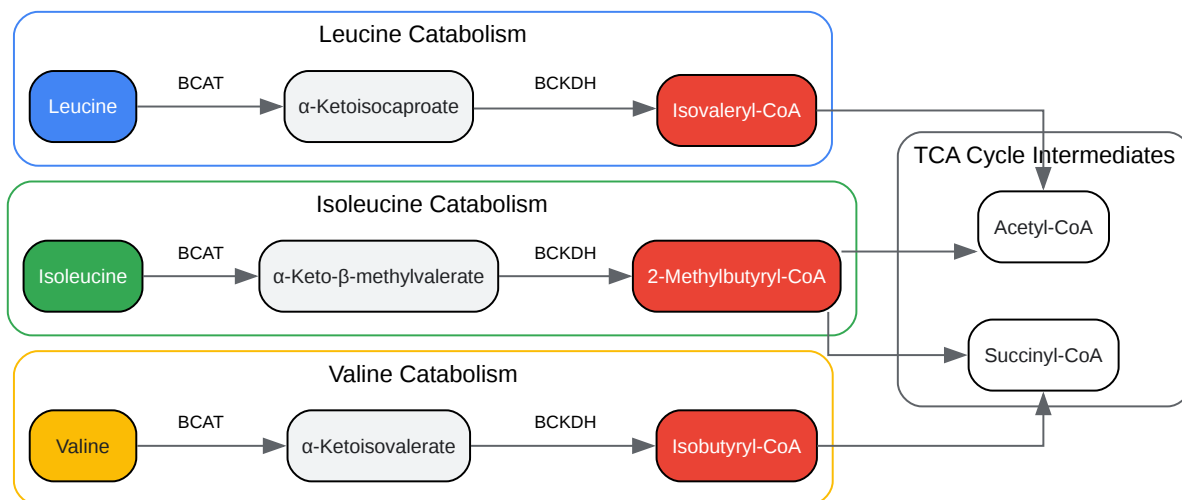 Leucine Catabolism
Leucine
BCAT
α-Ketoisocaproate
BCKDH
Isovaleryl-CoA
Isoleucine Catabolism
Isoleucine
BCAT
α-Keto-β-methylvalerate
BCKDH
2-Methylbutyryl-CoA
Valine Catabolism
Valine
BCAT
α-Ketoisovalerate
BCKDH
Isobutyryl-CoA
TCA Cycle Intermediates
Acetyl-CoA
Succinyl-CoA